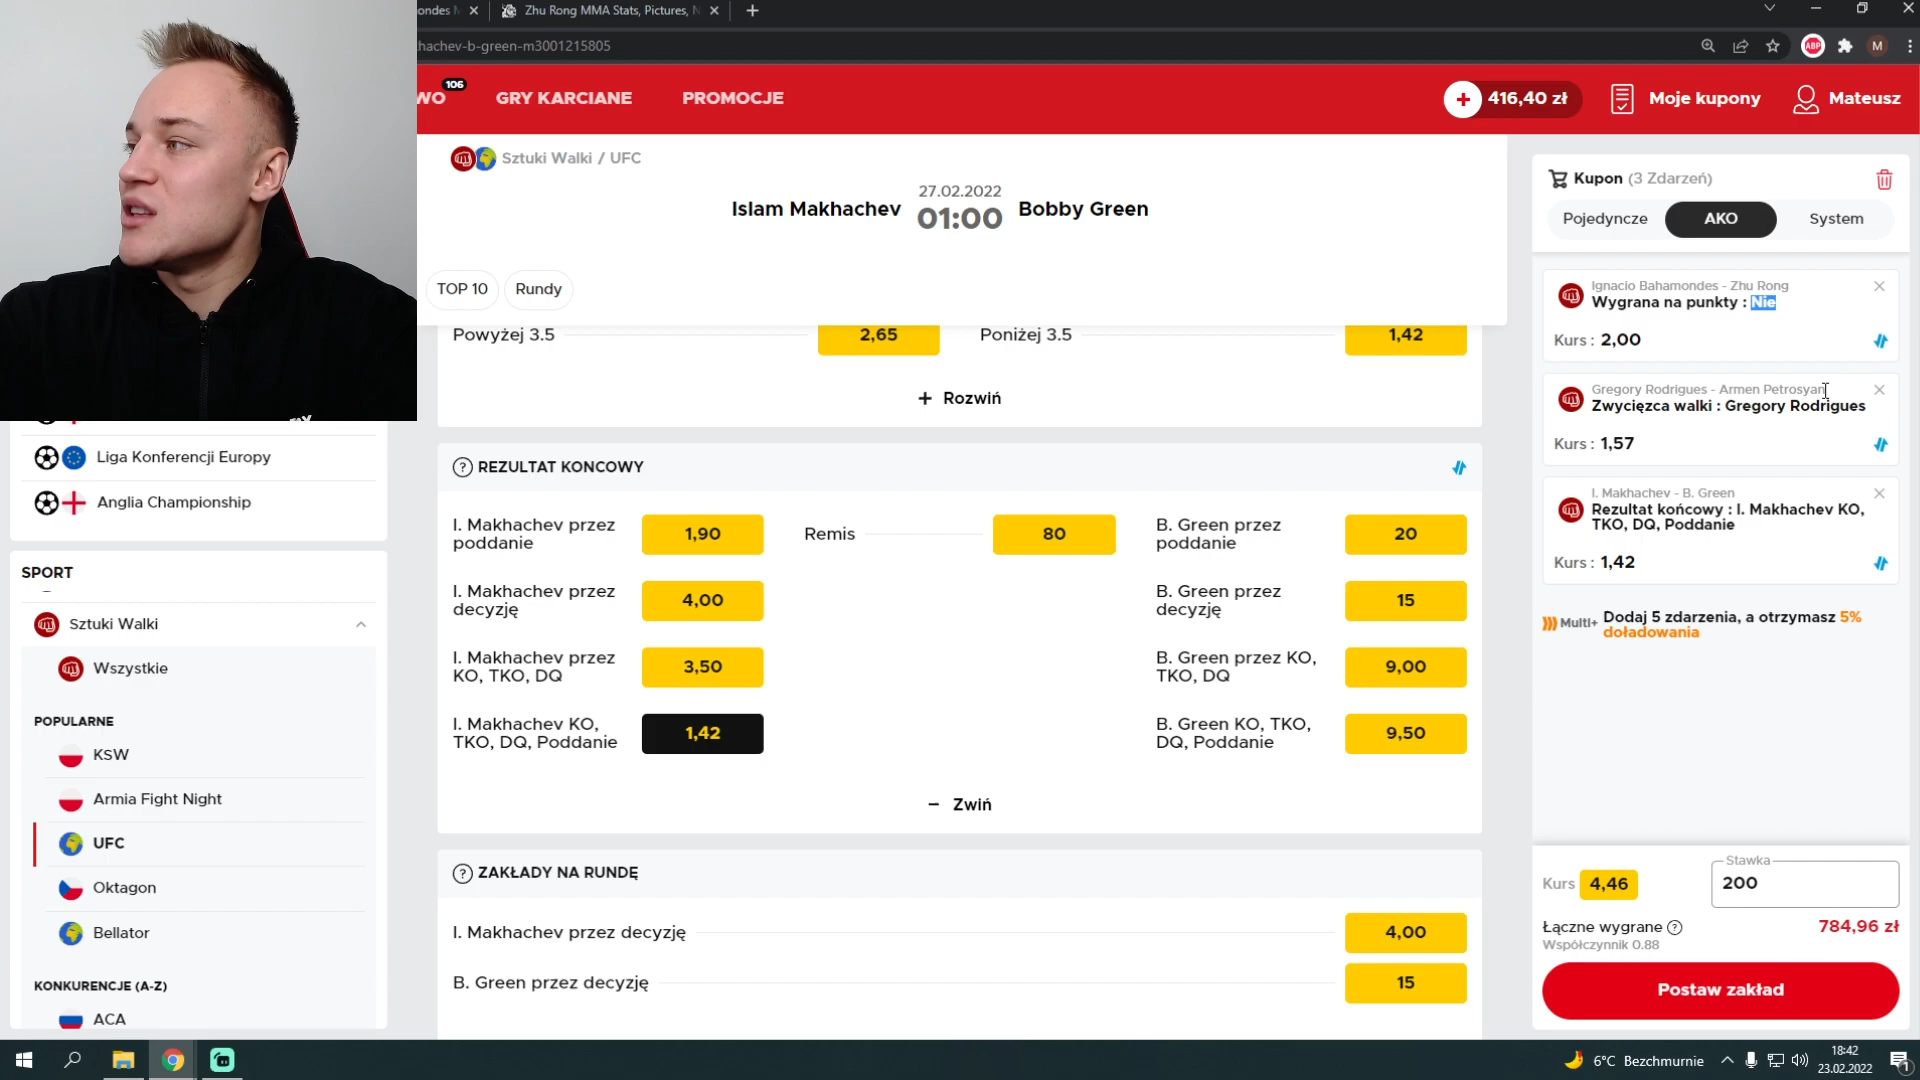 ondes M
Zhu Rong MMA Stats, Pictures, N
hachev-b-green-m3001215805
ABP
M
WO
106
GRY KARCIANE
PROMOCJE
416,40 zł
Moje kupony
Mateusz
Sztuki Walki / UFC
27.02.2022
Islam Makhachev
01:00
Bobby Green
TOP 10
Rundy
Powyżej 3.5
2,65
Poniżej 3.5
1,42
+ Rozwiń
REZULTAT KONCOWY
I. Makhachev przez
poddanie
1,90
Remis
80
B. Green przez
poddanie
20
I. Makhachev przez
decyzję
4,00
B. Green przez
decyzję
15
I. Makhachev przez
KO, TKO, DQ
3,50
B. Green przez KO,
TKO, DQ
9,00
I. Makhachev KO,
TKO, DQ, Poddanie
1,42
B. Green KO, TKO,
DQ, Poddanie
9,50
− Zwiń
ZAKŁADY NA RUNDĘ
I. Makhachev przez decyzję
4,00
B. Green przez decyzję
15
Liga Konferencji Europy
Anglia Championship
SPORT
Sztuki Walki
Wszystkie
POPULARNE
KSW
Armia Fight Night
UFC
Oktagon
Bellator
KONKURENCJE (A-Z)
ACA
Kupon (3 Zdarzeń)
Pojedyncze
AKO
System
Ignacio Bahamondes - Zhu Rong
Wygrana na punkty : Nie
Kurs : 2,00
Gregory Rodrigues - Armen Petrosyan
Zwycięzca walki : Gregory Rodrigues
Kurs : 1,57
I. Makhachev - B. Green
Rezultat końcowy : I. Makhachev KO,
TKO, DQ, Poddanie
Kurs : 1,42
Multi+
Dodaj 5 zdarzenia, a otrzymasz 5%
doładowania
Kurs 4,46
Stawka
200
Łączne wygrane
784,96 zł
Współczynnik 0.88
Postaw zakład
6°C Bezchmurnie
18:42
23.02.2022
1